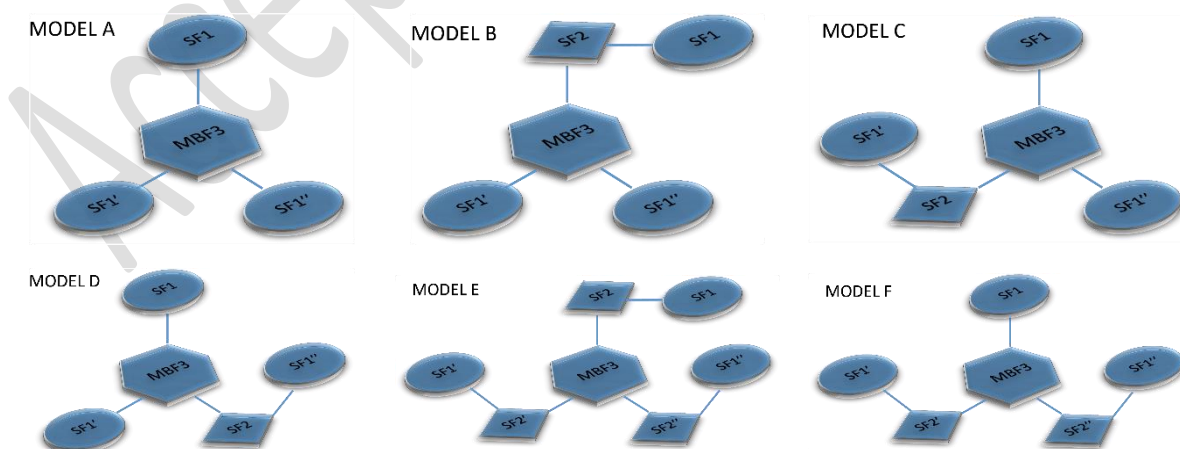 MODEL A
SF1
MBF3
SF1'
SF1''
MODEL B
SF2
SF1
MBF3
SF1'
SF1''
MODEL C
SF1
SF1'
MBF3
SF2
SF1''
MODEL D
SF1
MBF3
SF1''
SF1'
SF2
MODEL E
SF2
SF1
SF1'
MBF3
SF1''
SF2'
SF2''
MODEL F
SF1
SF1'
MBF3
SF1''
SF2'
SF2''